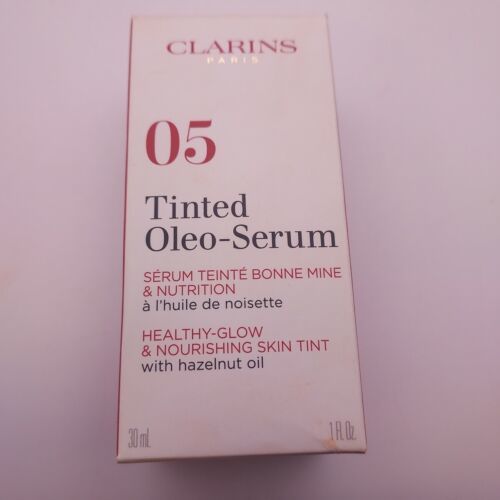 CLARINS
PARIS
05
Tinted
Oleo-Serum
SÉRUM TEINTÉ BONNE MINE
& NUTRITION
à l'huile de noisette
HEALTHY-GLOW
& NOURISHING SKIN TINT
with hazelnut oil
30 mL 1 Fl. Oz.